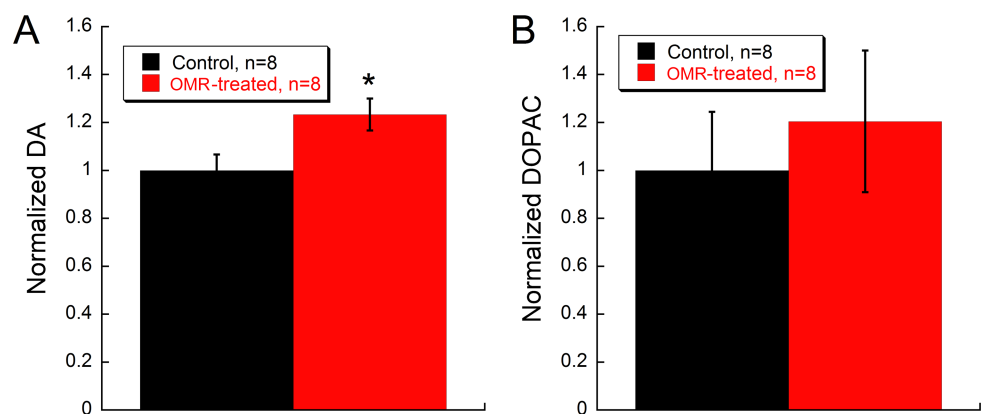 A
Normalized DA
1.6
1.4
1.2
1
0.8
0.6
0.4
0.2
0
Control, n=8
OMR-treated, n=8
*
B
Normalized DOPAC
1.6
1.4
1.2
1
0.8
0.6
0.4
0.2
0
Control, n=8
OMR-treated, n=8